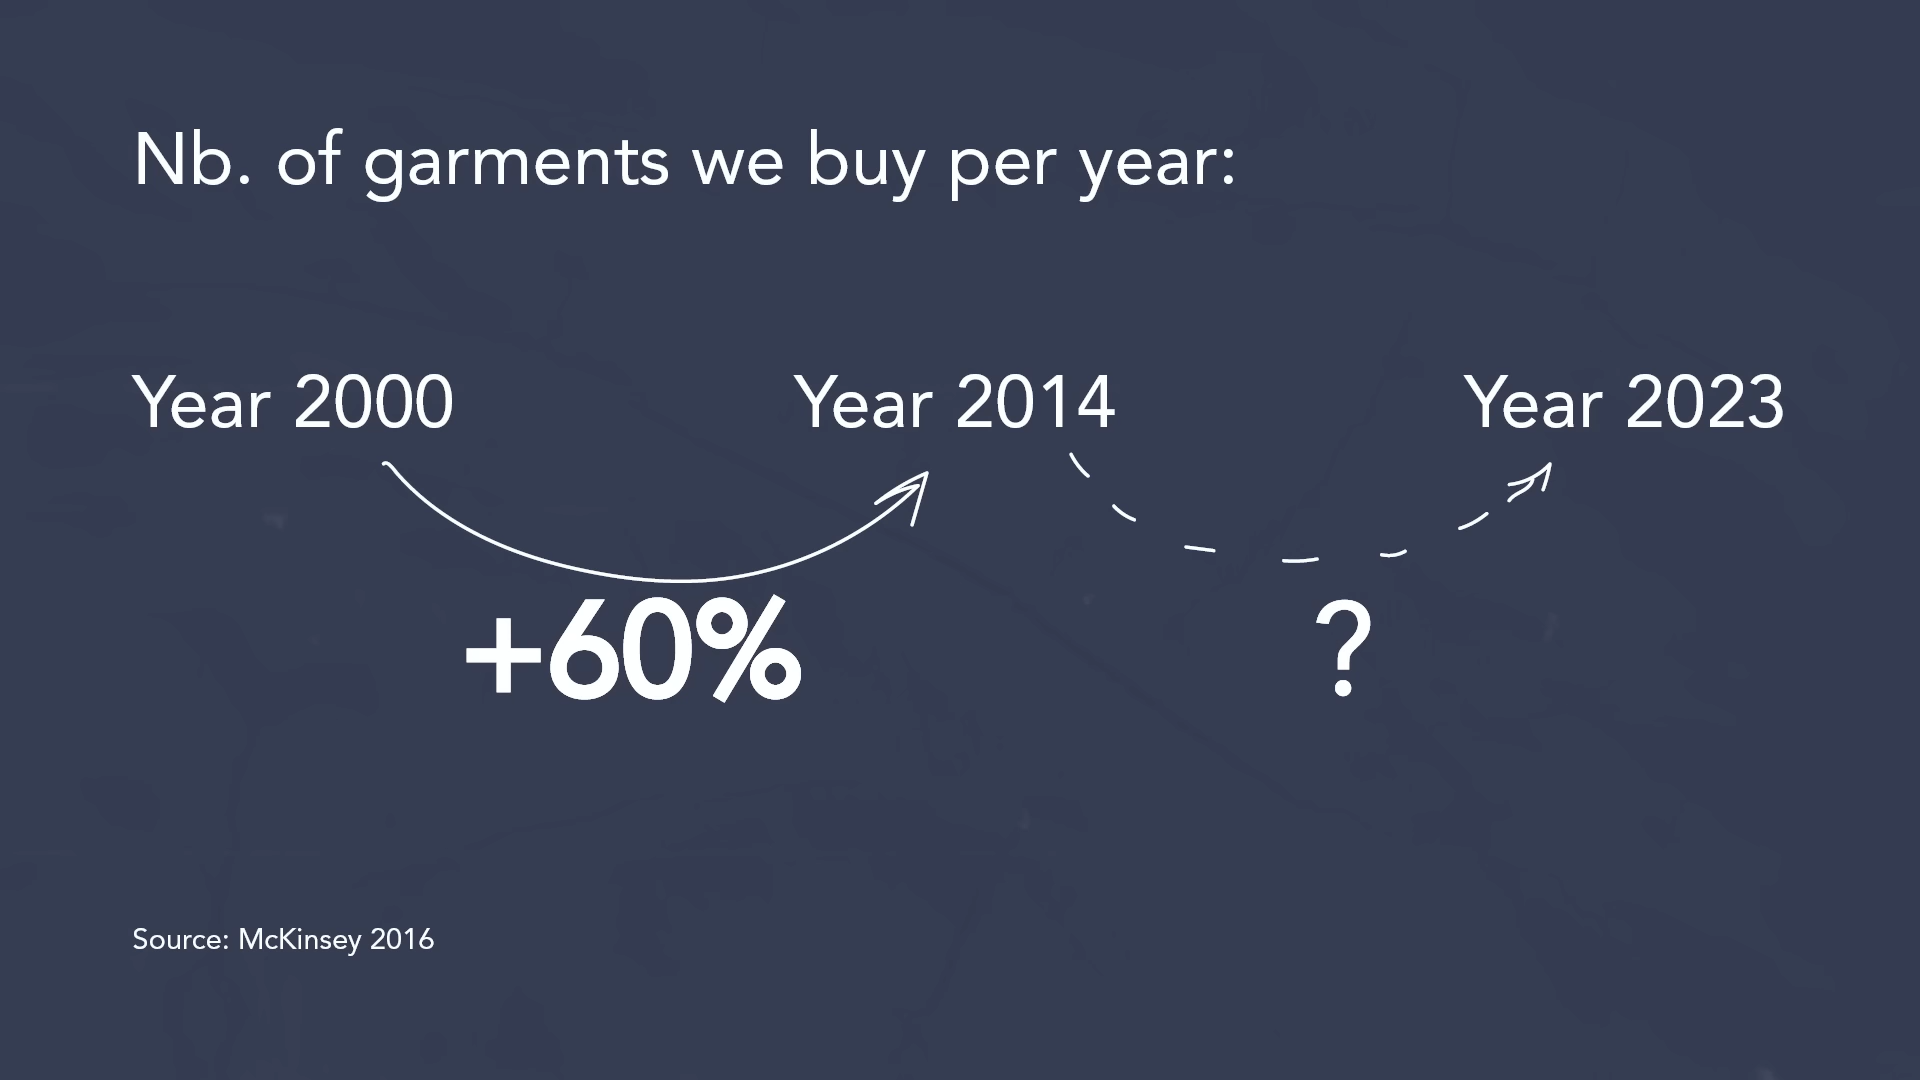 Nb. of garments we buy per year:
Year 2000 Year 2014 Year 2023
+60% ?
Source: McKinsey 2016